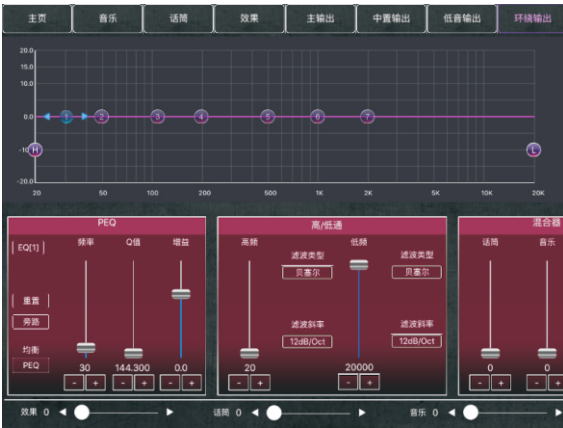 主页 音乐 话筒 效果 主输出 中置输出 低音输出 环绕输出
20.0
15.0
10.0
0.0 1 2 3 4 5 6 7
-10 H L
-20.0
20 50 100 200 500 1K 2K 5K 10K 20K
PEQ 高/低通 混合器
EQ[1] 频率 Q值 增益 高频 低频 话筒 音乐
滤波类型 滤波类型
贝塞尔 贝塞尔
重置
旁路 滤波斜率 滤波斜率
12dB/Oct 12dB/Oct
均衡
PEQ 30 144.300 0.0 20 20000 0 0
- + - + - + - + - + - + - +
效果 0 话筒 0 音乐 0